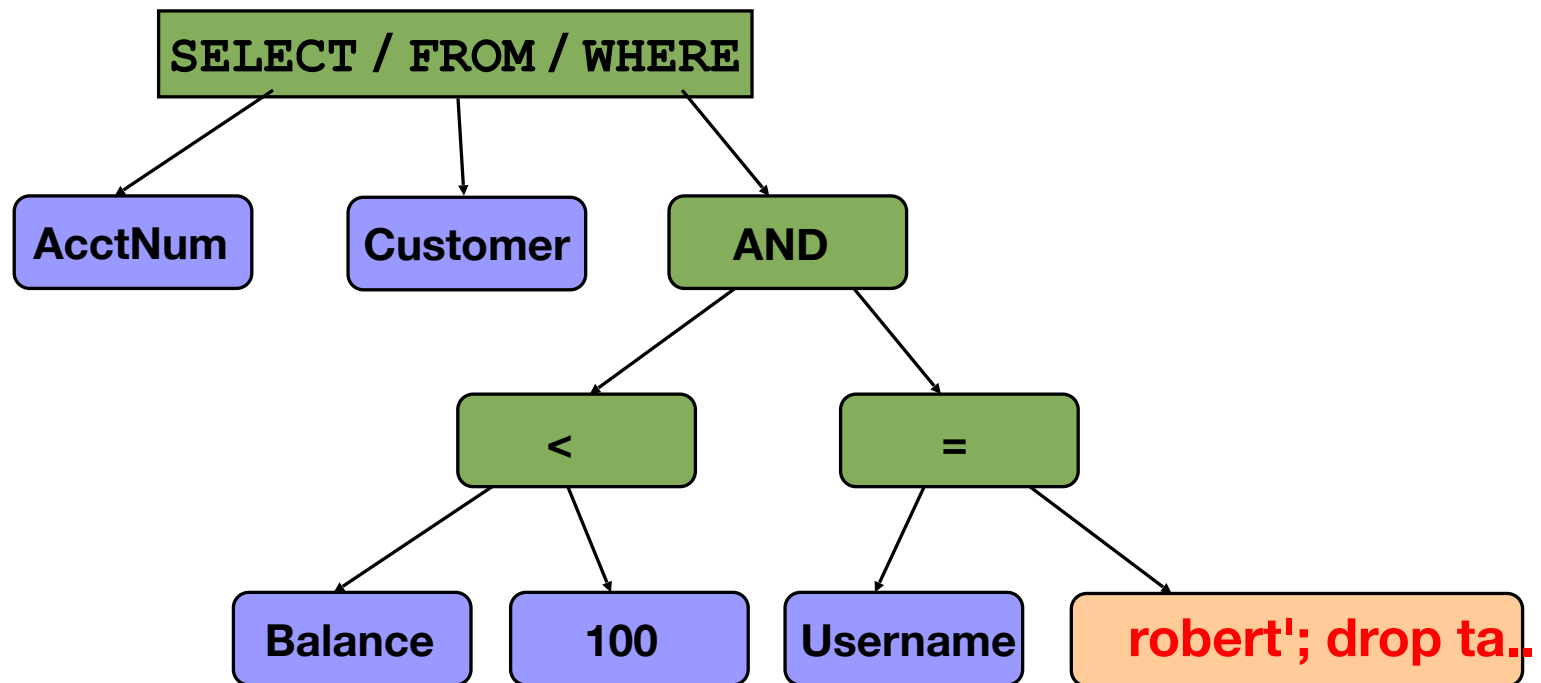 SELECT / FROM / WHERE
AcctNum
Customer
AND
<
=
Balance
100
Username
robert'; drop ta..